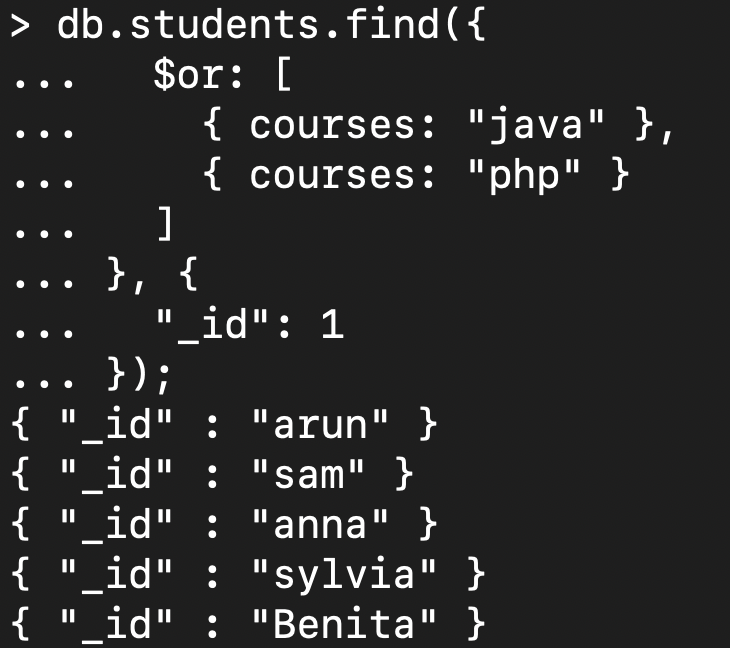 > db.students.find({
...   $or: [
...     { courses: "java" },
...     { courses: "php" }
...   ]
... }, {
...   "_id": 1
... });
{ "_id" : "arun" }
{ "_id" : "sam" }
{ "_id" : "anna" }
{ "_id" : "sylvia" }
{ "_id" : "Benita" }